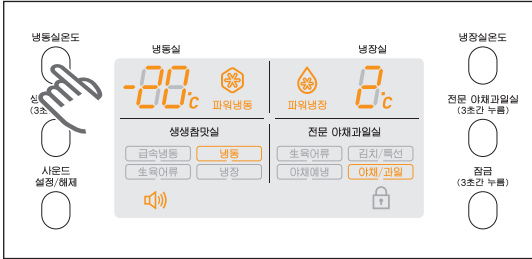 냉동실온도
냉장실온도
냉동실
냉장실
-20.c
파워냉동
파워냉장
2.c
(3초
전문 야채과일실
(3초간 누름)
생생참맛실
전문 야채과일실
급속냉동
냉동
생육어류
김치/특선
생육어류
냉장
야채예냉
야채/과일
사운드
설정/해제
잠금
(3초간 누름)